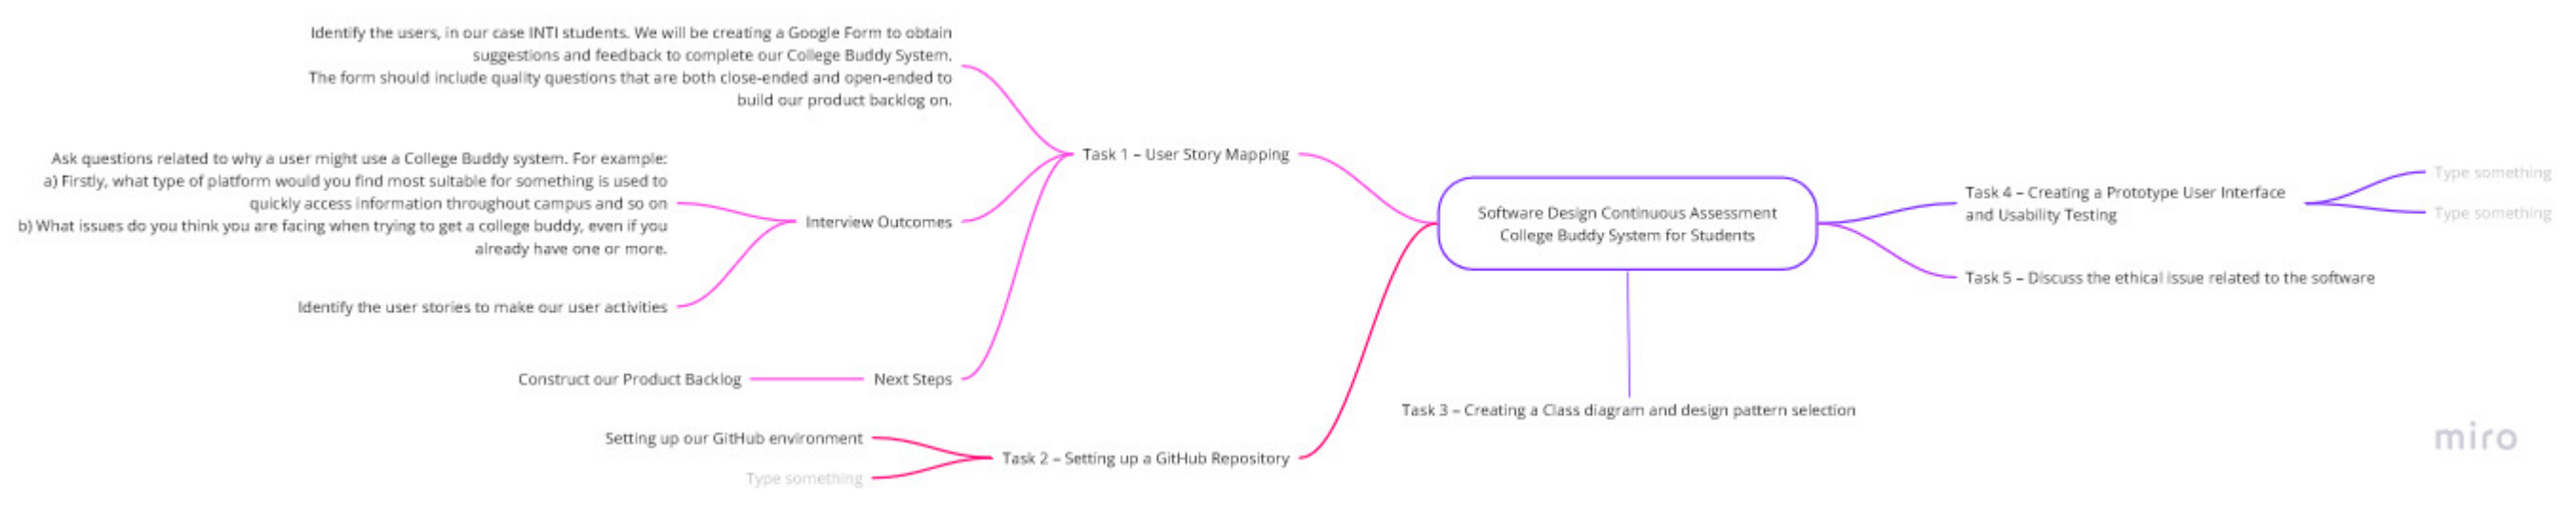 Identify the users, in our case INTI students. We will be creating a Google Form to obtain
suggestions and feedback to complete our College Buddy System.
The form should include quality questions that are both close-ended and open-ended to
build our product backlog on.
Ask questions related to why a user might use a College Buddy system. For example:
a) Firstly, what type of platform would you find most suitable for something is used to
quickly access information throughout campus and so on
b) What issues do you think you are facing when trying to get a college buddy, even if you
already have one or more.
Identify the user stories to make our user activities
Interview Outcomes
Construct our Product Backlog
Next Steps
Task 1 – User Story Mapping
Setting up our GitHub environment
Type something
Task 2 – Setting up a GitHub Repository
Software Design Continuous Assessment
College Buddy System for Students
Task 3 – Creating a Class diagram and design pattern selection
Task 4 – Creating a Prototype User Interface
and Usability Testing
Type something
Type something
Task 5 – Discuss the ethical issue related to the software
miro